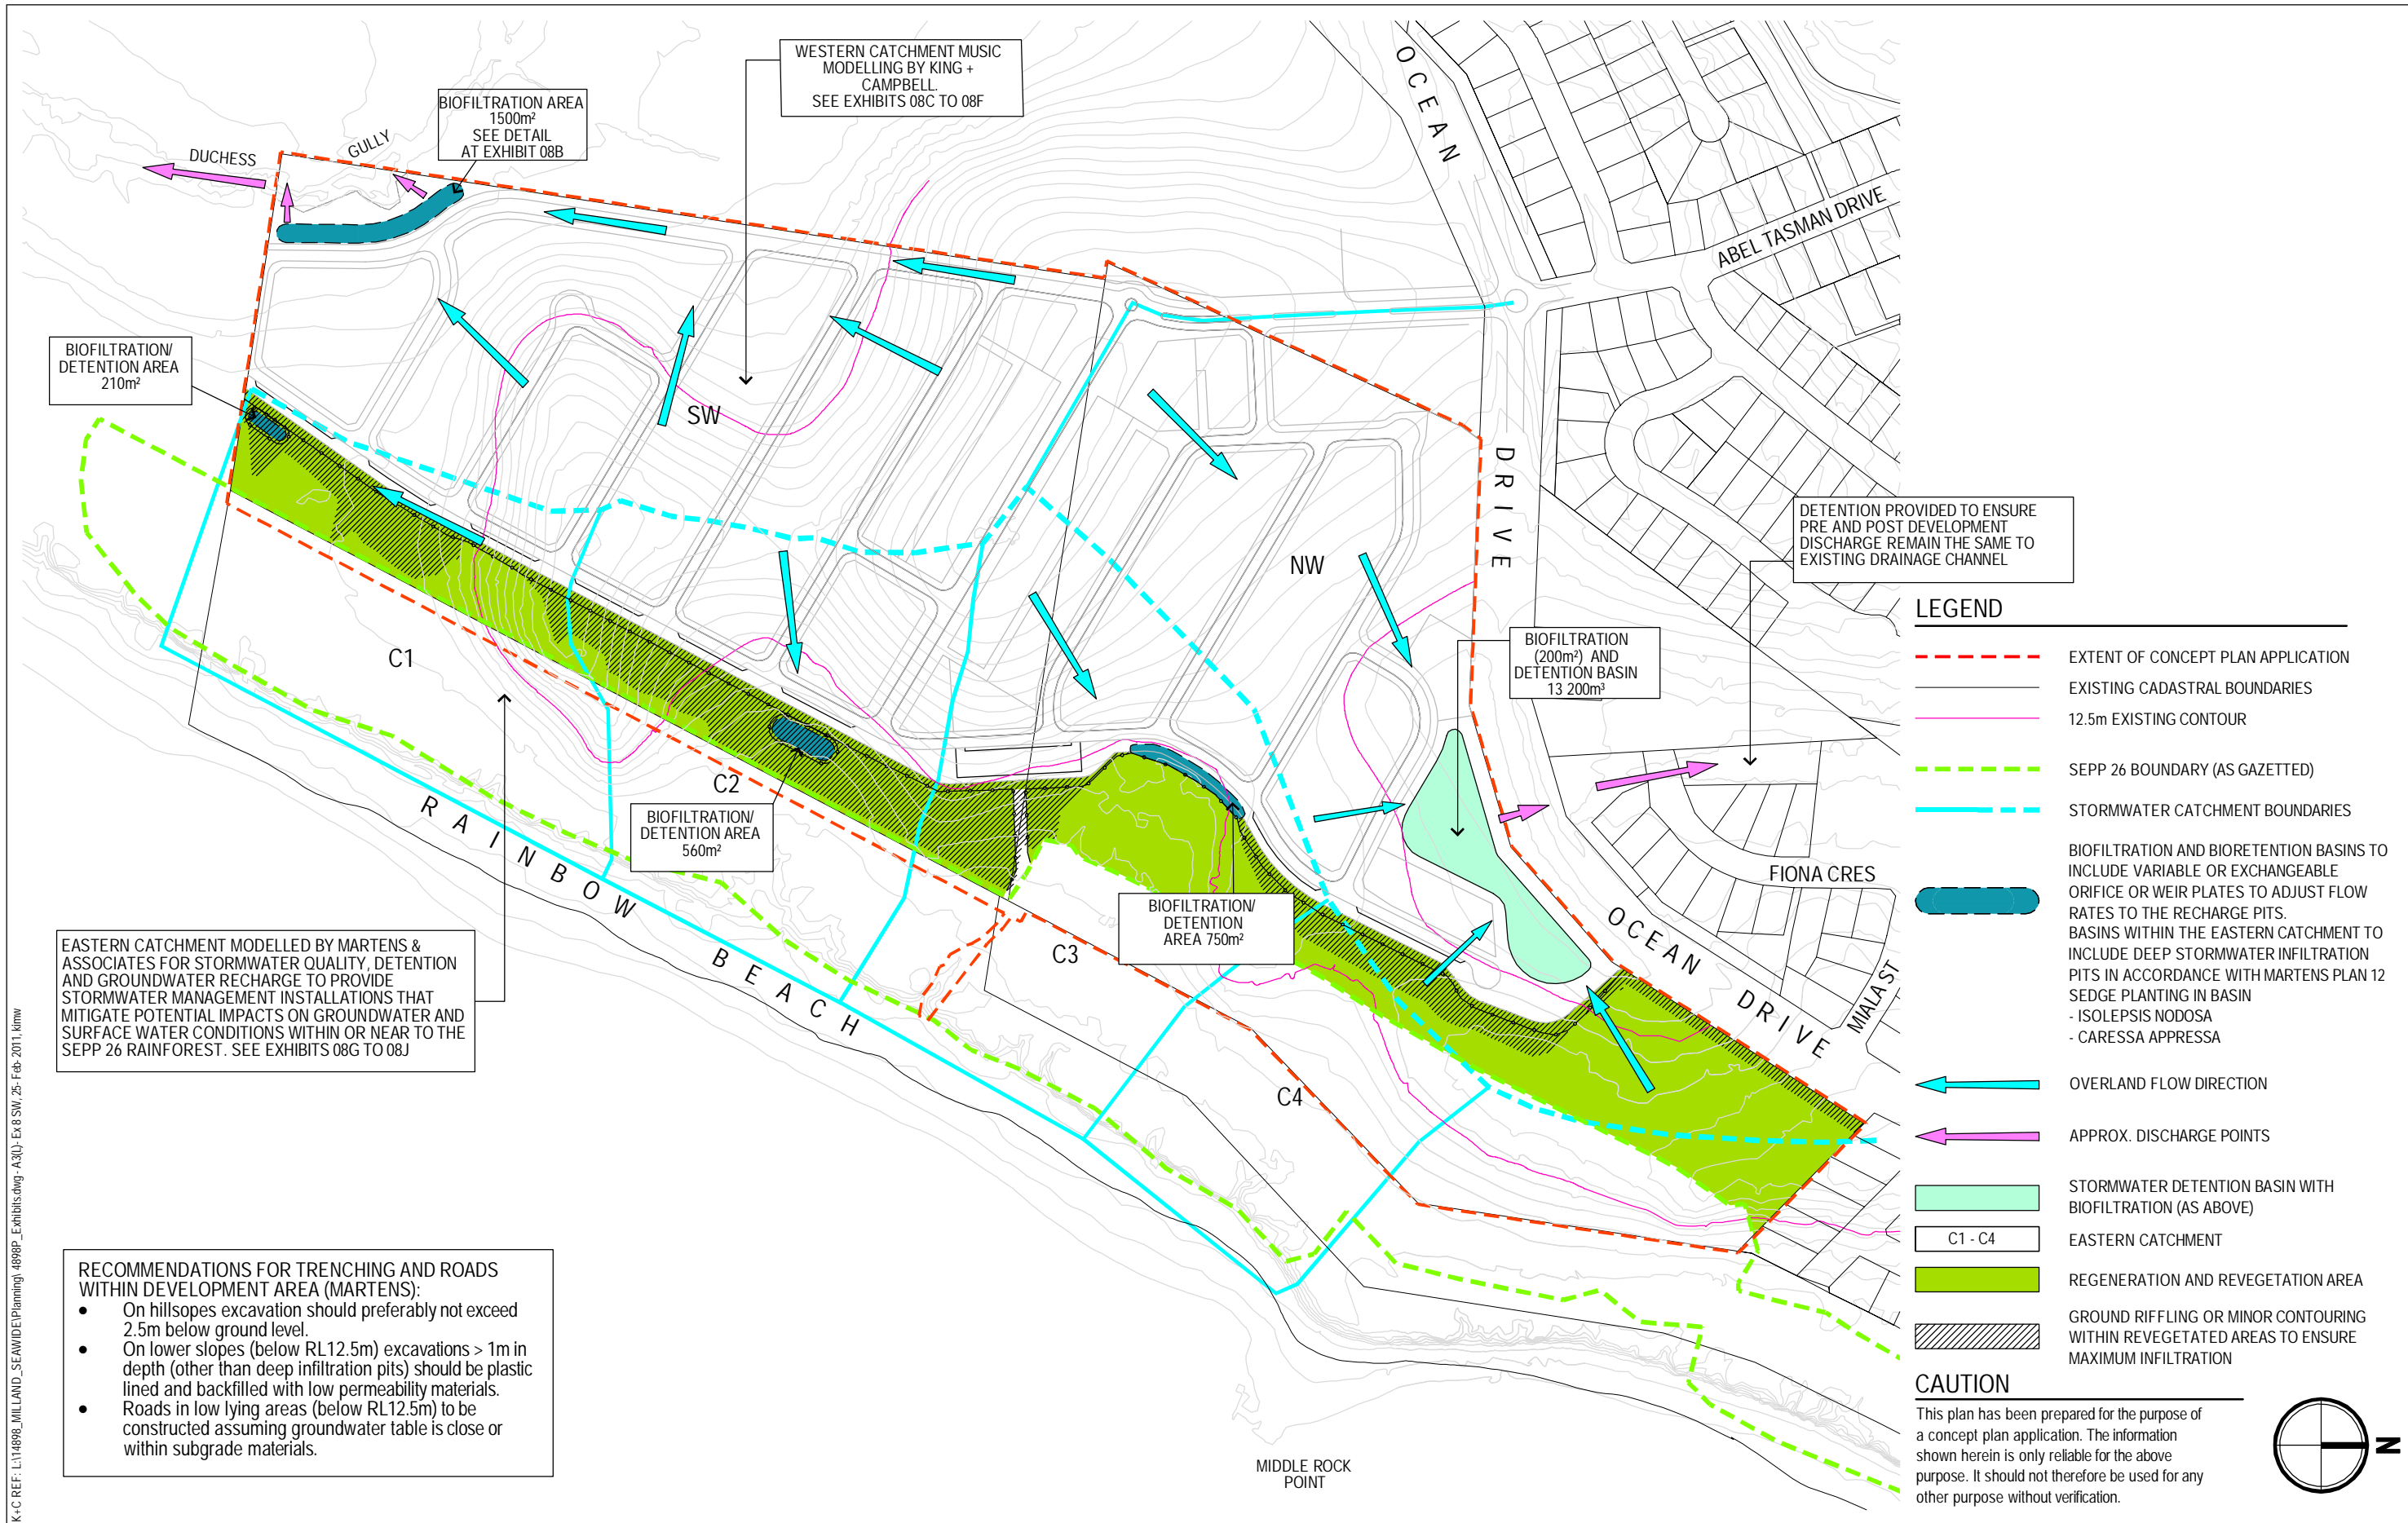 WESTERN CATCHMENT MUSIC
MODELLING BY KING +
CAMPBELL.
SEE EXHIBITS 08C TO 08F
BIOFILTRATION AREA
1500m²
SEE DETAIL
AT EXHIBIT 08B
DUCHESS
GULLY
OCEAN
DRIVE
ABEL TASMAN DRIVE
BIOFILTRATION/
DETENTION AREA
210m²
SW
NW
DETENTION PROVIDED TO ENSURE
PRE AND POST DEVELOPMENT
DISCHARGE REMAIN THE SAME TO
EXISTING DRAINAGE CHANNEL
BIOFILTRATION
(200m²) AND
DETENTION BASIN
13 200m³
C1
C2
C3
C4
BIOFILTRATION/
DETENTION AREA
560m²
BIOFILTRATION/
DETENTION
AREA 750m²
FIONA CRES
OCEAN DRIVE
MIALA ST
RAINBOW BEACH
EASTERN CATCHMENT MODELLED BY MARTENS &
ASSOCIATES FOR STORMWATER QUALITY, DETENTION
AND GROUNDWATER RECHARGE TO PROVIDE
STORMWATER MANAGEMENT INSTALLATIONS THAT
MITIGATE POTENTIAL IMPACTS ON GROUNDWATER AND
SURFACE WATER CONDITIONS WITHIN OR NEAR TO THE
SEPP 26 RAINFOREST. SEE EXHIBITS 08G TO 08J
RECOMMENDATIONS FOR TRENCHING AND ROADS
WITHIN DEVELOPMENT AREA (MARTENS):
• On hillsopes excavation should preferably not exceed
2.5m below ground level.
• On lower slopes (below RL12.5m) excavations > 1m in
depth (other than deep infiltration pits) should be plastic
lined and backfilled with low permeability materials.
• Roads in low lying areas (below RL12.5m) to be
constructed assuming groundwater table is close or
within subgrade materials.
MIDDLE ROCK
POINT
LEGEND
EXTENT OF CONCEPT PLAN APPLICATION
EXISTING CADASTRAL BOUNDARIES
12.5m EXISTING CONTOUR
SEPP 26 BOUNDARY (AS GAZETTED)
STORMWATER CATCHMENT BOUNDARIES
BIOFILTRATION AND BIORETENTION BASINS TO
INCLUDE VARIABLE OR EXCHANGEABLE
ORIFICE OR WEIR PLATES TO ADJUST FLOW
RATES TO THE RECHARGE PITS.
BASINS WITHIN THE EASTERN CATCHMENT TO
INCLUDE DEEP STORMWATER INFILTRATION
PITS IN ACCORDANCE WITH MARTENS PLAN 12
SEDGE PLANTING IN BASIN
- ISOLEPSIS NODOSA
- CARESSA APPRESSA
OVERLAND FLOW DIRECTION
APPROX. DISCHARGE POINTS
STORMWATER DETENTION BASIN WITH
BIOFILTRATION (AS ABOVE)
C1 - C4
EASTERN CATCHMENT
REGENERATION AND REVEGETATION AREA
GROUND RIFFLING OR MINOR CONTOURING
WITHIN REVEGETATED AREAS TO ENSURE
MAXIMUM INFILTRATION
CAUTION
This plan has been prepared for the purpose of
a concept plan application. The information
shown herein is only reliable for the above
purpose. It should not therefore be used for any
other purpose without verification.
N
K+C REF: L:\14898_MILLAND_SEAWIDE\Planning\ 4898P_Exhibits.dwg - A3(L)- Ex 8 SW, 25- Feb- 2011, kimw